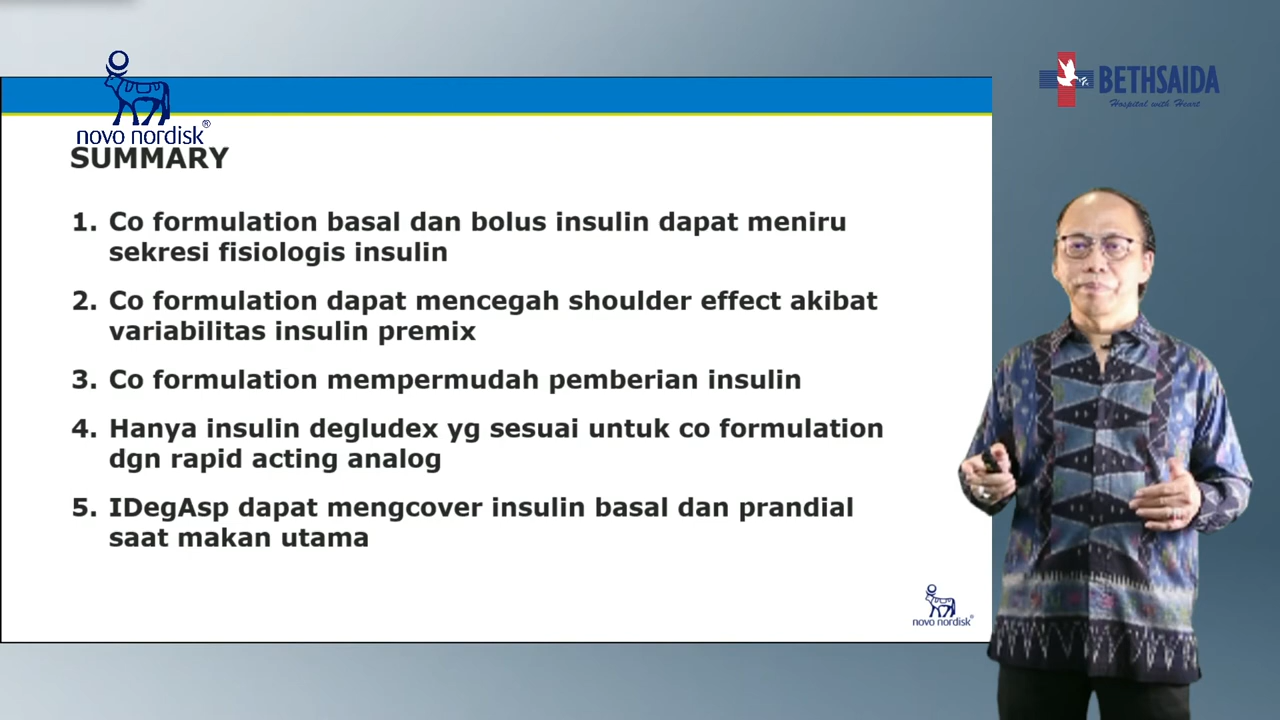 novo nordisk®
SUMMARY
1. Co formulation basal dan bolus insulin dapat meniru
sekresi fisiologis insulin
2. Co formulation dapat mencegah shoulder effect akibat
variabilitas insulin premix
3. Co formulation mempermudah pemberian insulin
4. Hanya insulin degludex yg sesuai untuk co formulation
dgn rapid acting analog
5. IDegAsp dapat mengcover insulin basal dan prandial
saat makan utama
novo nordisk®
BETHSAIDA
Hospital with Heart